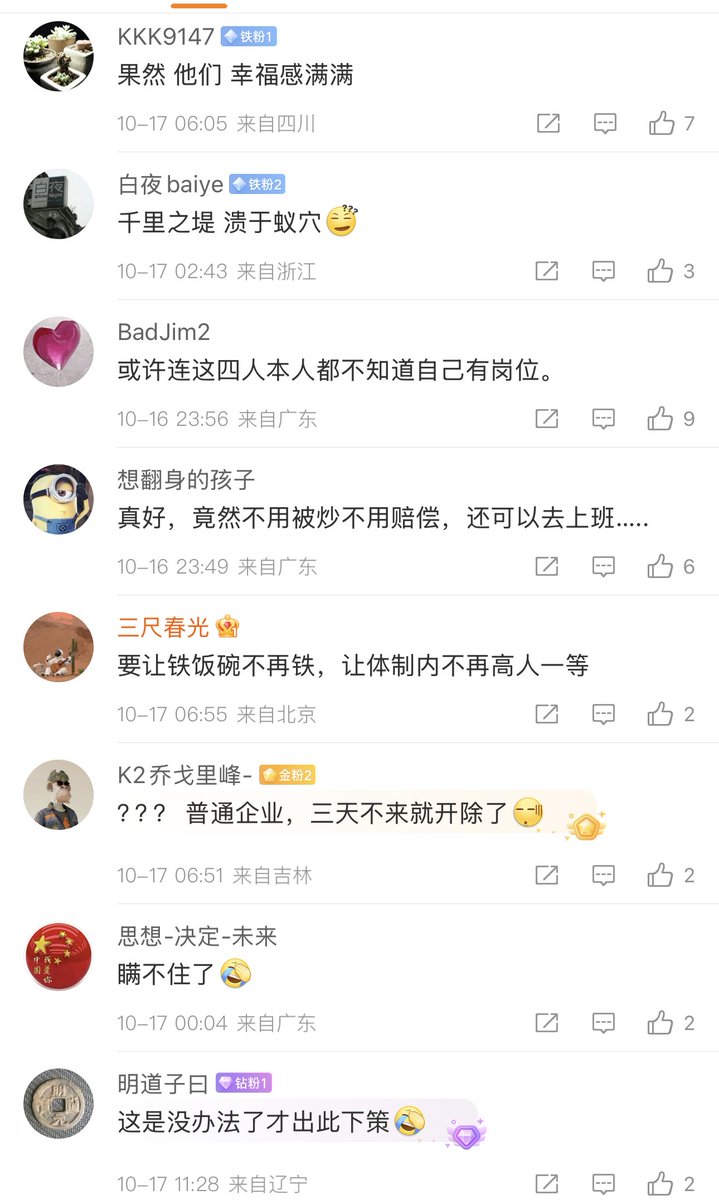 KKK9147 铁粉1
果然 他们 幸福感满满
10-17 06:05 来自四川 7
白夜baiye 铁粉2
千里之堤 溃于蚁穴
10-17 02:43 来自浙江 3
BadJim2
或许连这四人本人都不知道自己有岗位。
10-16 23:56 来自广东 9
想翻身的孩子
真好，竟然不用被炒不用赔偿，还可以去上班.....
10-16 23:49 来自广东 6
三尺春光
要让铁饭碗不再铁，让体制内不再高人一等
10-17 06:55 来自北京 2
K2乔戈里峰- 金粉2
??? 普通企业，三天不来就开除了
10-17 06:51 来自吉林 2
思想-决定-未来
瞒不住了
10-17 00:04 来自广东 2
明道子曰 钻粉1
这是没办法了才出此下策
10-17 11:28 来自辽宁 2